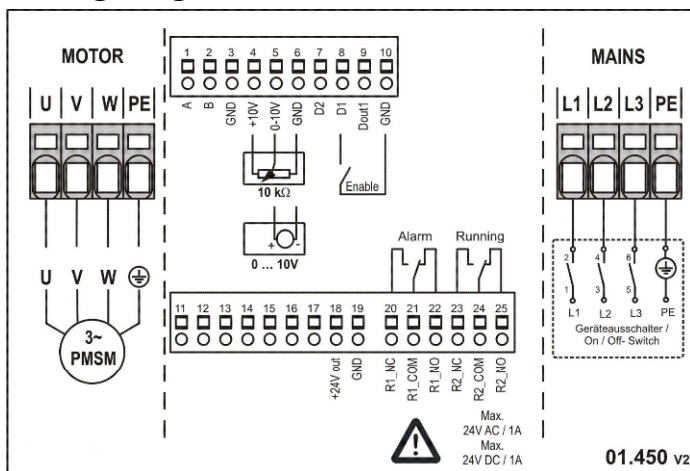 MOTOR
U V W PE
U V W
3~
PMSM
1 2 3 4 5 6 7 8 9 10
A B GND +10V 0-10V GND D2 D1 Dout1 GND
10 kΩ
Enable
+ -
0 ... 10V
Alarm Running
11 12 13 14 15 16 17 18 19 20 21 22 23 24 25
+24V out GND R1_NC R1_COM R1_NO R2_NC R2_COM R2_NO
Max.
24V AC / 1A
Max.
24V DC / 1A
MAINS
L1 L2 L3 PE
2 4 6
1 3 5
L1 L2 L3 PE
Geräteausschalter /
On / Off- Switch
01.450 V2